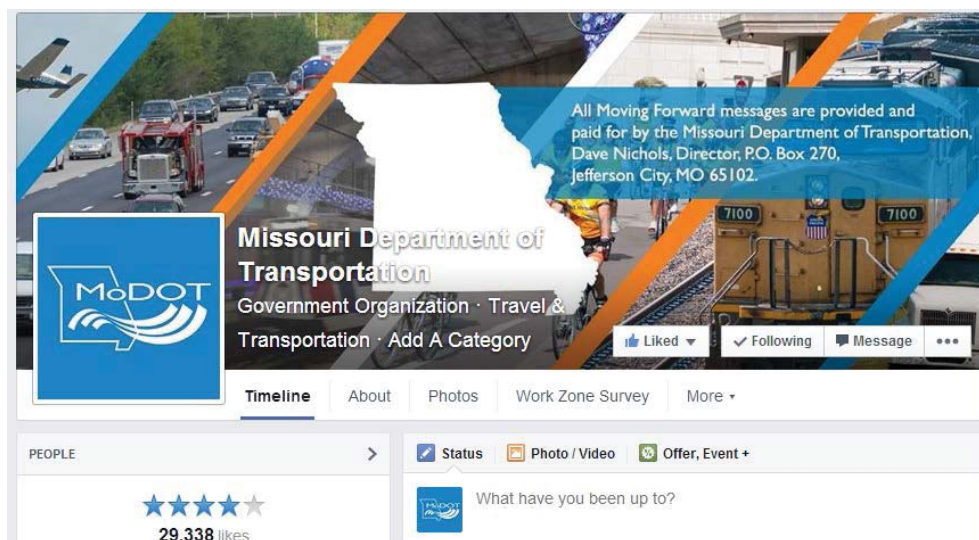 All Moving Forward messages are provided and
paid for by the Missouri Department of Transportation,
Dave Nichols, Director, P.O. Box 270,
Jefferson City, MO 65102.
7100
7100
MoDOT
Missouri Department of
Transportation
Government Organization · Travel &
Transportation · Add A Category
Liked
Following
Message
Timeline
About
Photos
Work Zone Survey
More
PEOPLE
29,338 likes
Status
Photo / Video
Offer, Event +
MoDOT
What have you been up to?